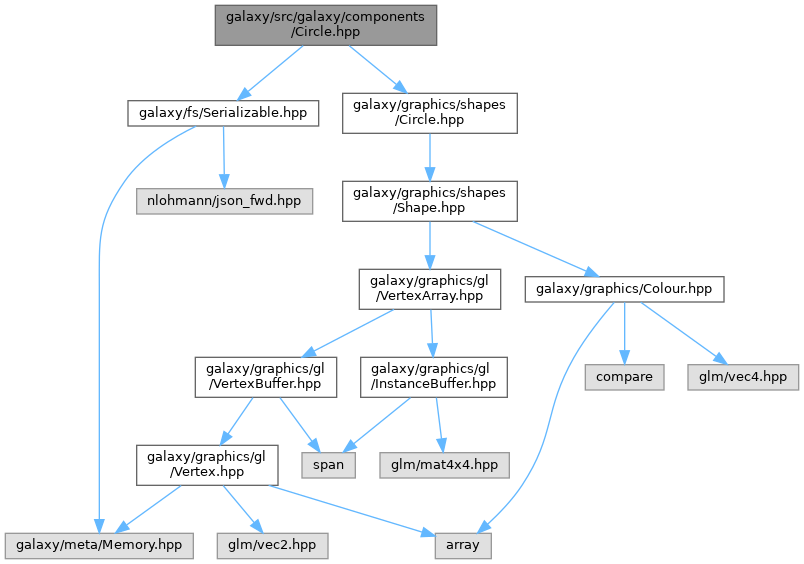 galaxy/src/galaxy/components
/Circle.hpp
galaxy/fs/Serializable.hpp
galaxy/graphics/shapes
/Circle.hpp
nlohmann/json_fwd.hpp
galaxy/graphics/shapes
/Shape.hpp
galaxy/graphics/gl
/VertexArray.hpp
galaxy/graphics/Colour.hpp
galaxy/graphics/gl
/VertexBuffer.hpp
galaxy/graphics/gl
/InstanceBuffer.hpp
compare
glm/vec4.hpp
galaxy/graphics/gl
/Vertex.hpp
span
glm/mat4x4.hpp
galaxy/meta/Memory.hpp
glm/vec2.hpp
array